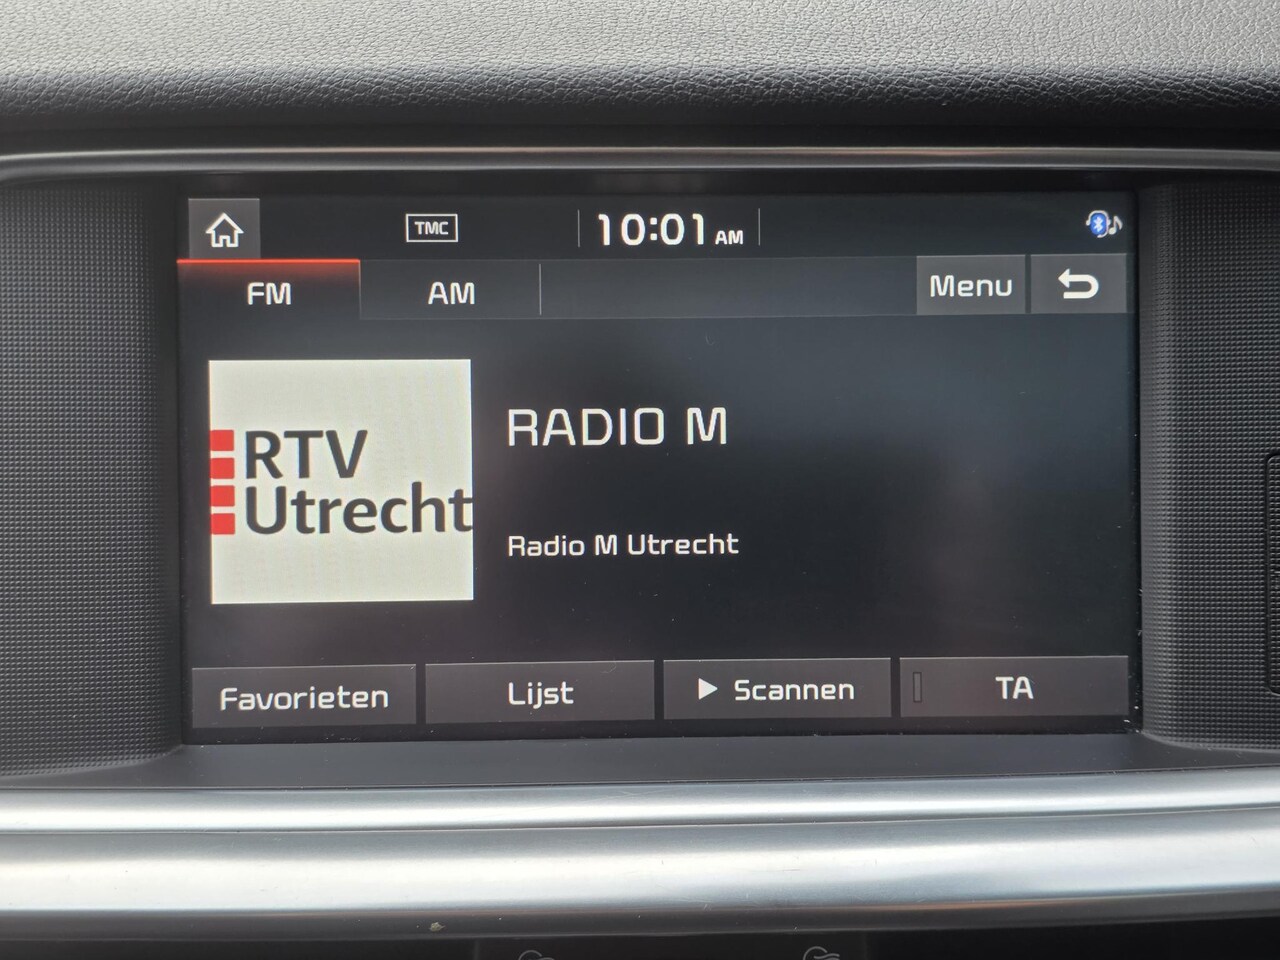 TMC
10:01 AM
FM
AM
Menu
RTV
Utrecht
RADIO M
Radio M Utrecht
Favorieten
Lijst
Scannen
TA